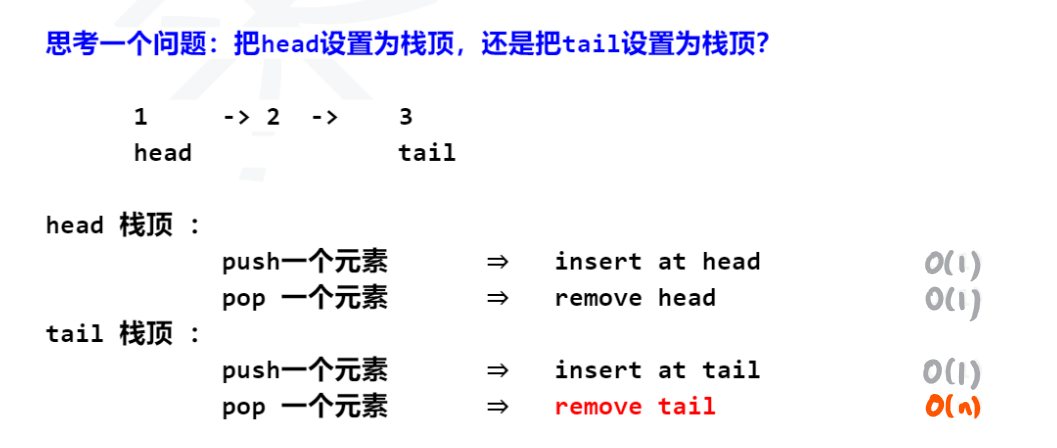 思考一个问题：把head设置为栈顶，还是把tail设置为栈顶？
1 -> 2 -> 3
head tail
head 栈顶 ：
push一个元素 ⇒ insert at head O(1)
pop 一个元素 ⇒ remove head O(1)
tail 栈顶 ：
push一个元素 ⇒ insert at tail O(1)
pop 一个元素 ⇒ remove tail O(n)